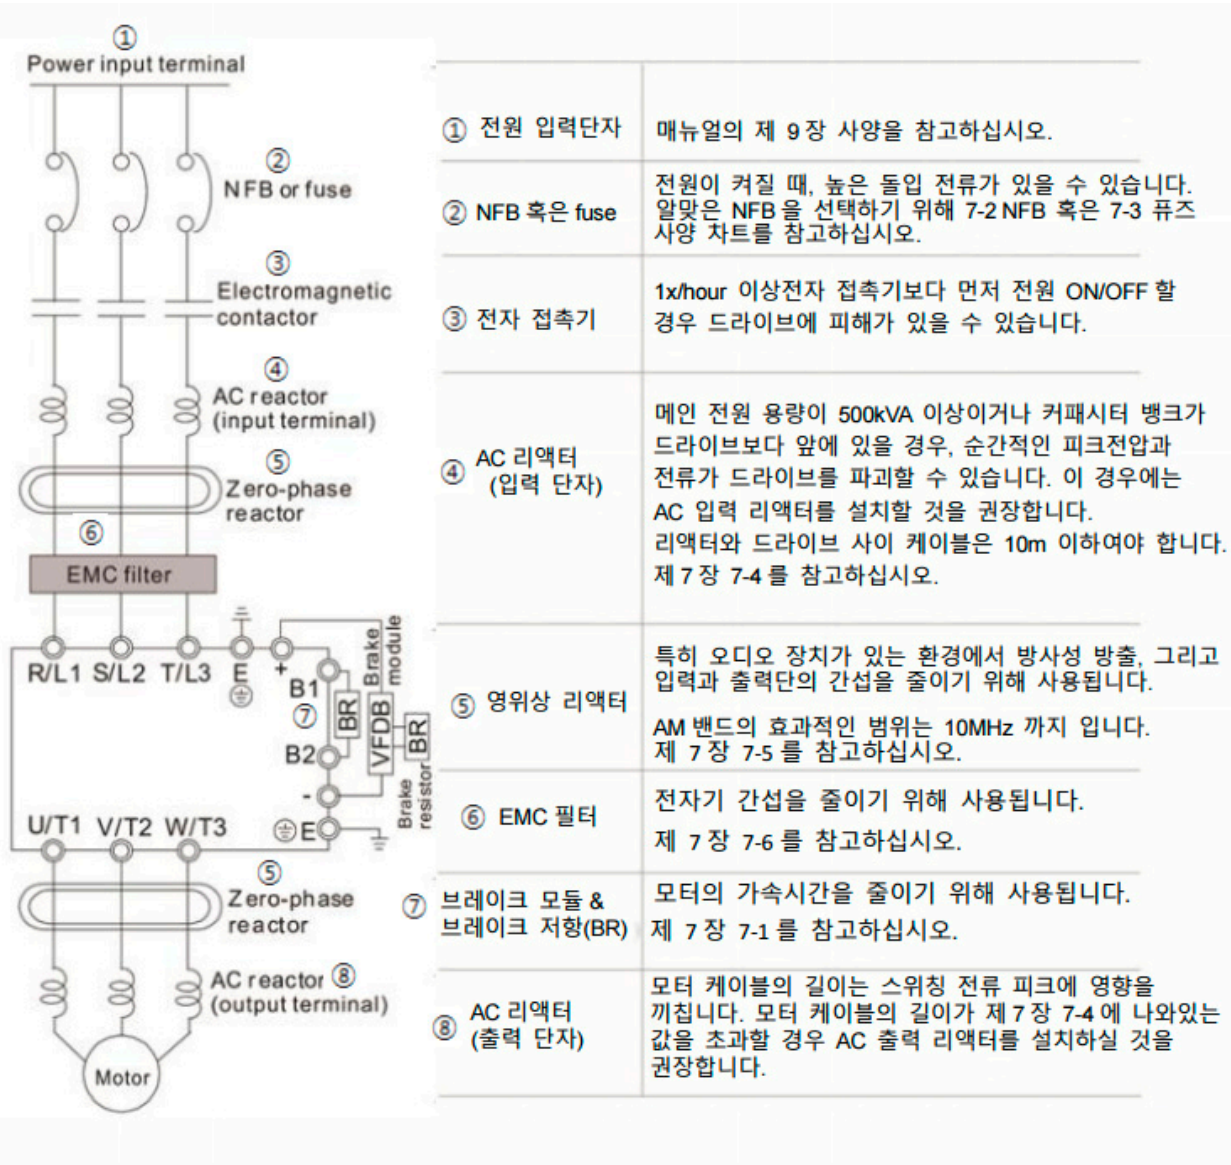 ①
Power input terminal
②
NFB or fuse
③
Electromagnetic
contactor
④
AC reactor
(input terminal)
⑤
Zero-phase
reactor
⑥
EMC filter
R/L1 S/L2 T/L3 E +
B1
⑦
BR
B2
-
VFDB
Brake
module
BR
Brake
resistor
U/T1 V/T2 W/T3 E
⑤
Zero-phase
reactor
AC reactor ⑧
(output terminal)
Motor
① 전원 입력단자
매뉴얼의 제 9장 사양을 참고하십시오.
② NFB 혹은 fuse
전원이 켜질 때, 높은 돌입 전류가 있을 수 있습니다.
알맞은 NFB을 선택하기 위해 7-2 NFB 혹은 7-3 퓨즈
사양 차트를 참고하십시오.
③ 전자 접촉기
1x/hour 이상전자 접촉기보다 먼저 전원 ON/OFF 할
경우 드라이브에 피해가 있을 수 있습니다.
④ AC 리액터
(입력 단자)
메인 전원 용량이 500kVA 이상이거나 커패시터 뱅크가
드라이브보다 앞에 있을 경우, 순간적인 피크전압과
전류가 드라이브를 파괴할 수 있습니다. 이 경우에는
AC 입력 리액터를 설치할 것을 권장합니다.
리액터와 드라이브 사이 케이블은 10m 이하여야 합니다.
제 7장 7-4를 참고하십시오.
⑤ 영위상 리액터
특히 오디오 장치가 있는 환경에서 방사성 방출, 그리고
입력과 출력단의 간섭을 줄이기 위해 사용됩니다.
AM 밴드의 효과적인 범위는 10MHz 까지 입니다.
제 7장 7-5를 참고하십시오.
⑥ EMC 필터
전자기 간섭을 줄이기 위해 사용됩니다.
제 7장 7-6를 참고하십시오.
⑦ 브레이크 모듈 &
브레이크 저항(BR)
모터의 가속시간을 줄이기 위해 사용됩니다.
제 7장 7-1를 참고하십시오.
⑧ AC 리액터
(출력 단자)
모터 케이블의 길이는 스위칭 전류 피크에 영향을
끼칩니다. 모터 케이블의 길이가 제 7장 7-4에 나와있는
값을 초과할 경우 AC 출력 리액터를 설치하실 것을
권장합니다.